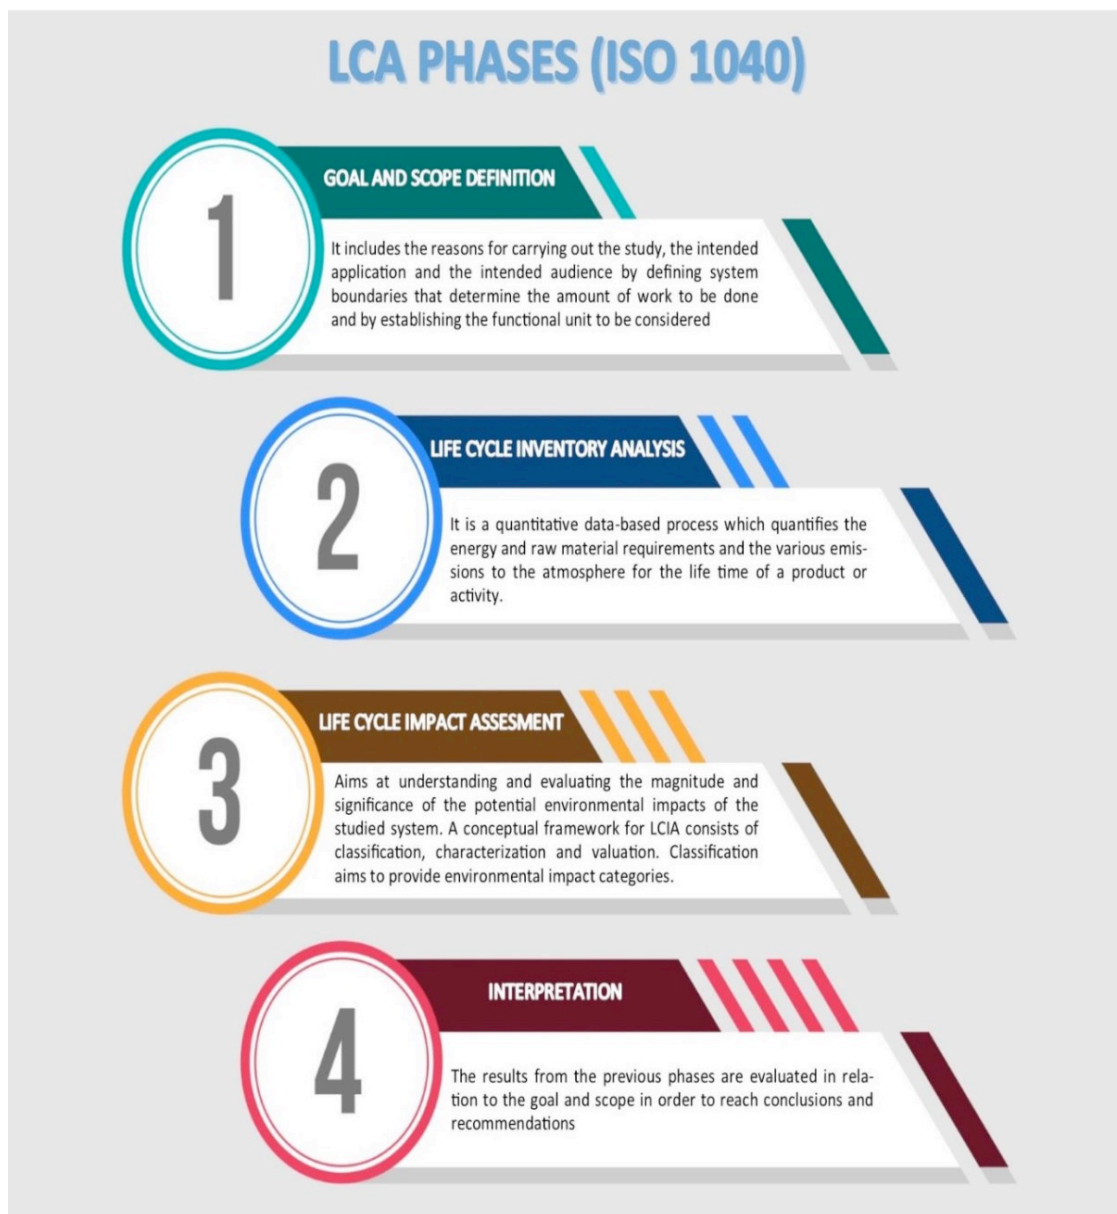 LCA PHASES (ISO 1040)
1
GOAL AND SCOPE DEFINITION
It includes the reasons for carrying out the study, the intended
application and the intended audience by defining system
boundaries that determine the amount of work to be done
and by establishing the functional unit to be considered
2
LIFE CYCLE INVENTORY ANALYSIS
It is a quantitative data-based process which quantifies the
energy and raw material requirements and the various emis-
sions to the atmosphere for the life time of a product or
activity.
3
LIFE CYCLE IMPACT ASSESMENT
Aims at understanding and evaluating the magnitude and
significance of the potential environmental impacts of the
studied system. A conceptual framework for LCIA consists of
classification, characterization and valuation. Classification
aims to provide environmental impact categories.
4
INTERPRETATION
The results from the previous phases are evaluated in rela-
tion to the goal and scope in order to reach conclusions and
recommendations